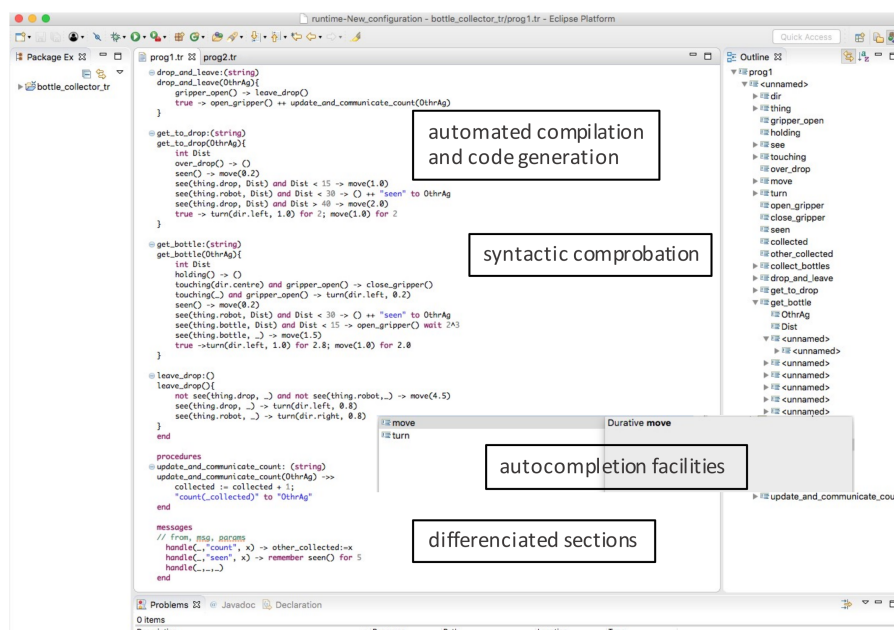 runtime-New_configuration - bottle_collector_tr/prog1.tr - Eclipse Platform
Quick Access
Package Ex
bottle_collector_tr
prog1.tr prog2.tr
drop_and_leave:(string)
drop_and_leave(OthrAg){
gripper_open() -> leave_drop()
true -> open_gripper() ++ update_and_communicate_count(OthrAg)
}
get_to_drop:(string)
get_to_drop(OthrAg){
int Dist
over_drop() -> ()
seen() -> move(0.2)
see(thing.drop, Dist) and Dist < 15 -> move(1.0)
see(thing.robot, Dist) and Dist < 30 -> () ++ "seen" to OthrAg
see(thing.drop, Dist) and Dist > 40 -> move(2.0)
true -> turn(dir.left, 1.0) for 2; move(1.0) for 2
}
get_bottle:(string)
get_bottle(OthrAg){
int Dist
holding() -> ()
touching(dir.centre) and gripper_open() -> close_gripper()
touching(_) and gripper_open() -> turn(dir.left, 0.2)
seen() -> move(0.2)
see(thing.robot, Dist) and Dist < 30 -> () ++ "seen" to OthrAg
see(thing.bottle, Dist) and Dist < 15 -> open_gripper() wait 2^3
see(thing.bottle, _) -> move(1.5)
true ->turn(dir.left, 1.0) for 2.8; move(1.0) for 2.0
}
leave_drop:()
leave_drop(){
not see(thing.drop, _) and not see(thing.robot,_) -> move(4.5)
see(thing.drop, _) -> turn(dir.left, 0.8)
see(thing.robot, _) -> turn(dir.right, 0.8)
}
end
procedures
update_and_communicate_count: (string)
update_and_communicate_count(OthrAg) ->>
collected := collected + 1;
"count(_collected)" to "OthrAg"
end
messages
// from, msg, params
handle(_,"count", x) -> other_collected:=x
handle(_,"seen", x) -> remember seen() for 5
handle(_,_,_)
end
automated compilation
and code generation
syntactic comprobation
move
turn
Durative move
autocompletion facilities
differenciated sections
Outline
prog1
<unnamed>
dir
thing
gripper_open
holding
see
touching
over_drop
move
turn
open_gripper
close_gripper
seen
collected
other_collected
collect_bottles
drop_and_leave
get_to_drop
get_bottle
OthrAg
Dist
<unnamed>
<unnamed>
<unnamed>
<unnamed>
<unnamed>
<unnamed>
<unnamed>
update_and_communicate_cou
Problems Javadoc Declaration
0 items